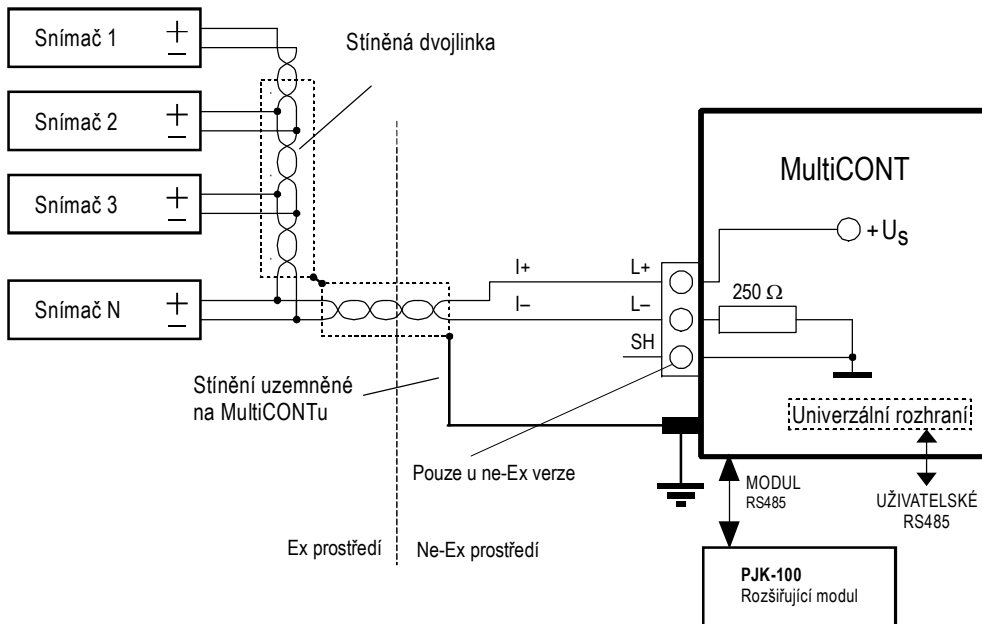 Snímač 1 + –
Stíněná dvojlinka
Snímač 2 + –
Snímač 3 + –
Snímač N + –
MultiCONT
+ US
I+ L+
I– L–
250 Ω
SH
Stínění uzemněné
na MultiCONTu
Pouze u ne-Ex verze
Univerzální rozhraní
MODUL
RS485
UŽIVATELSKÉ
RS485
Ex prostředí
Ne-Ex prostředí
PJK-100
Rozšiřující modul